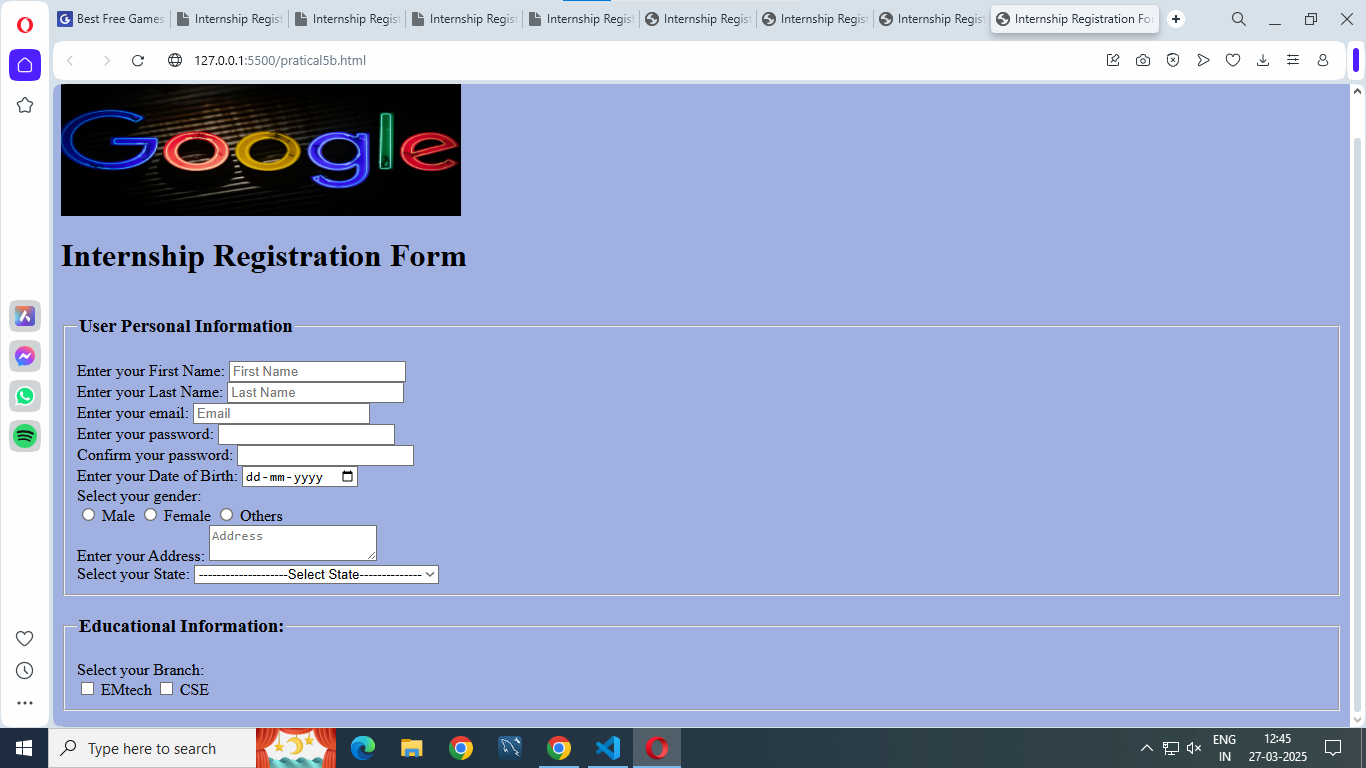 Best Free Games
Internship Regist
Internship Regist
Internship Regist
Internship Regist
Internship Regist
Internship Regist
Internship Regist
Internship Registration Fo
127.0.0.1:5500/pratical5b.html
Google
Internship Registration Form
User Personal Information
Enter your First Name: First Name
Enter your Last Name: Last Name
Enter your email: Email
Enter your password:
Confirm your password:
Enter your Date of Birth: dd-mm-yyyy
Select your gender:
Male Female Others
Enter your Address: Address
Select your State: --------------------Select State--------------
Educational Information:
Select your Branch:
EMtech CSE
Type here to search
ENG
IN
12:45
27-03-2025